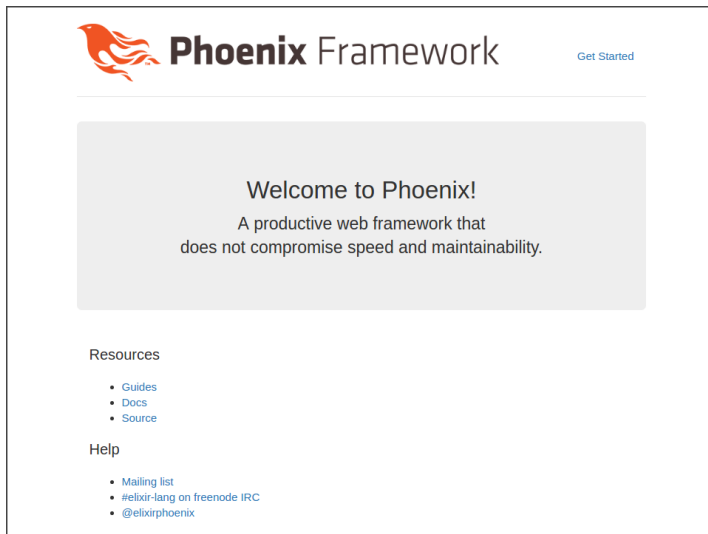 Phoenix Framework
Get Started
Welcome to Phoenix!
A productive web framework that
does not compromise speed and maintainability.
Resources
Guides
Docs
Source
Help
Mailing list
#elixir-lang on freenode IRC
@elixirphoenix